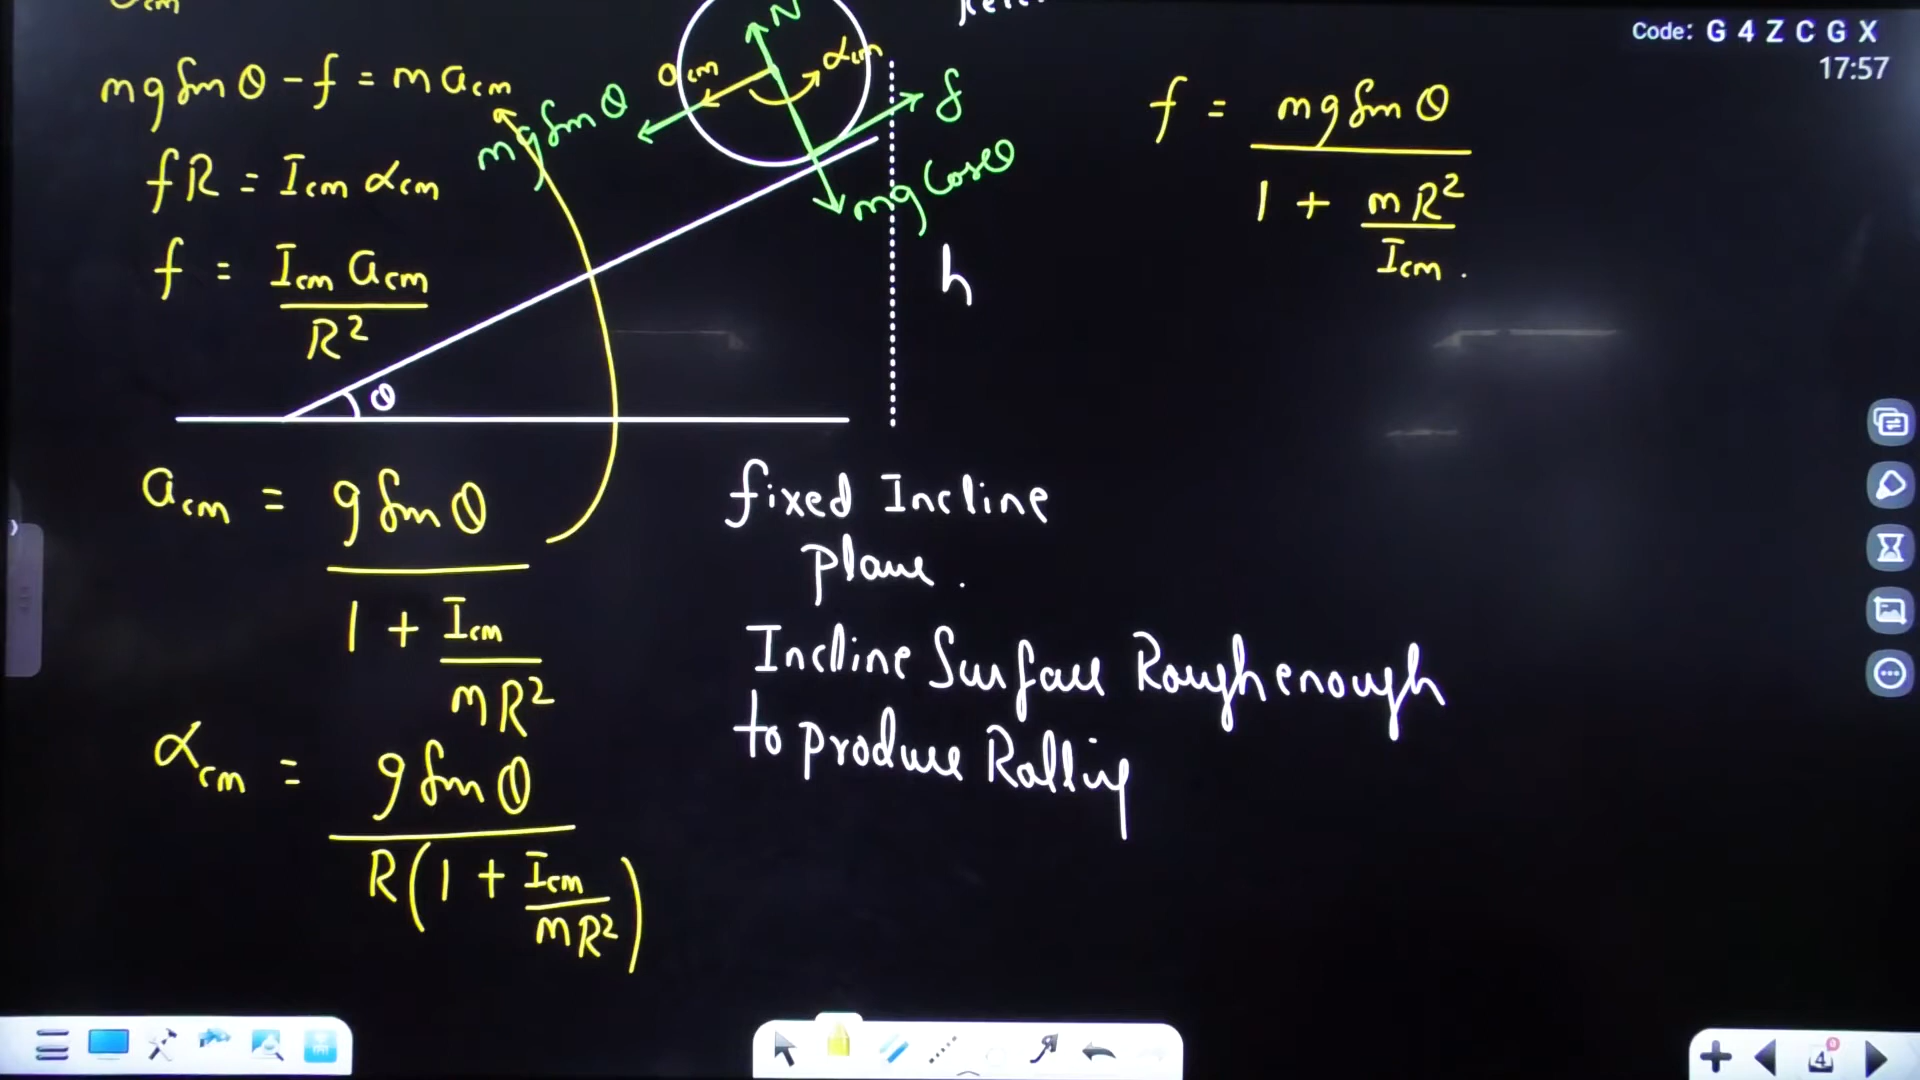 Code: G 4 Z C G X
17:57
mg sin θ - f = m a_cm
f R = I_cm α_cm
f = I_cm a_cm / R²
N
a_cm
α_cm
mg sin θ
f
mg cos θ
h
θ
f = mg sin θ / (1 + mR² / I_cm).
a_cm = g sin θ / (1 + I_cm / mR²)
fixed Incline
plane.
Incline Surface Rough enough
to produce Rolling
α_cm = g sin θ / R(1 + I_cm / mR²)
4